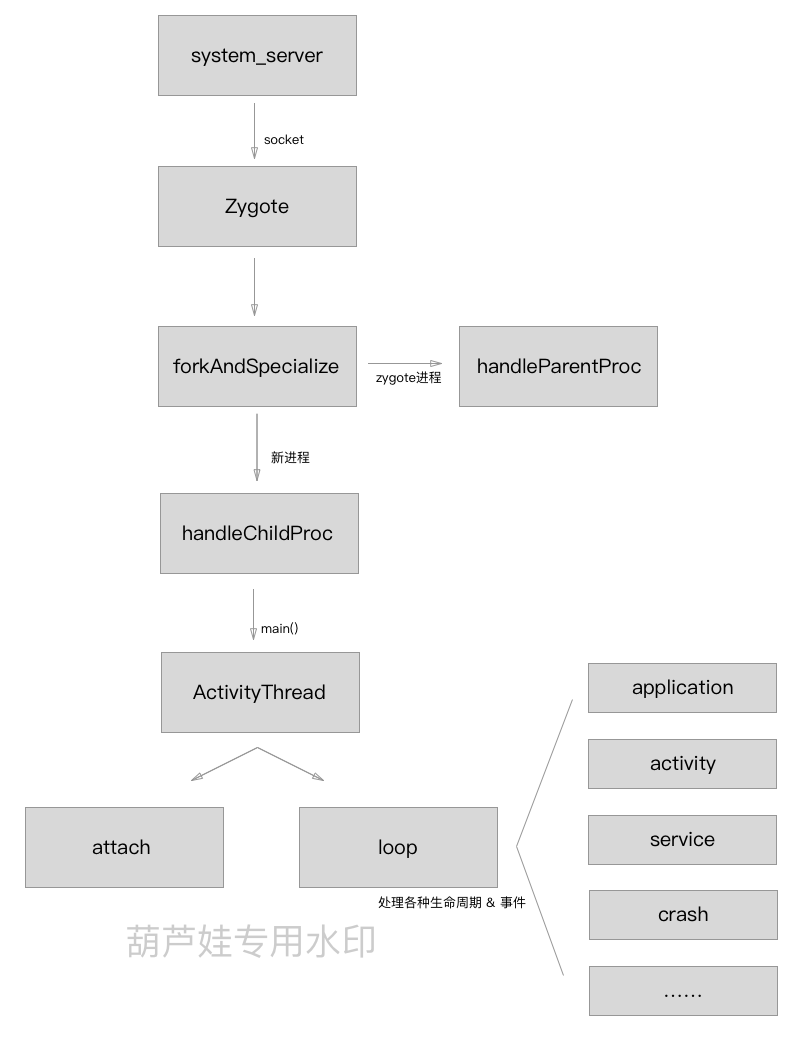 system_server
socket
Zygote
forkAndSpecialize
zygote进程
handleParentProc
新进程
handleChildProc
main()
ActivityThread
attach
loop
处理各种生命周期 & 事件
application
activity
service
crash
……
葫芦娃专用水印